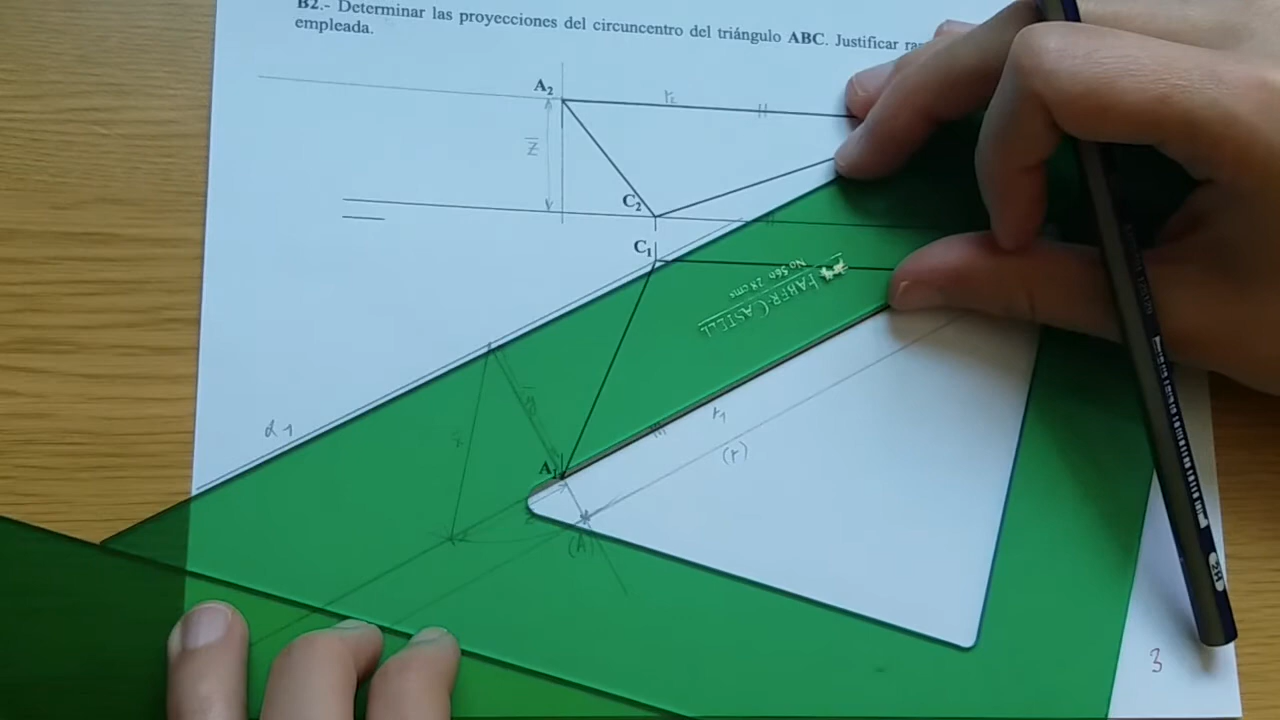 B2.- Determinar las proyecciones del circuncentro del triángulo ABC. Justificar
empleada.
A2
r2
z
C2
C1
FABER-CASTELL
No 560 28 cms
α1
z
A1
r1
(r)
(A)
2H
3